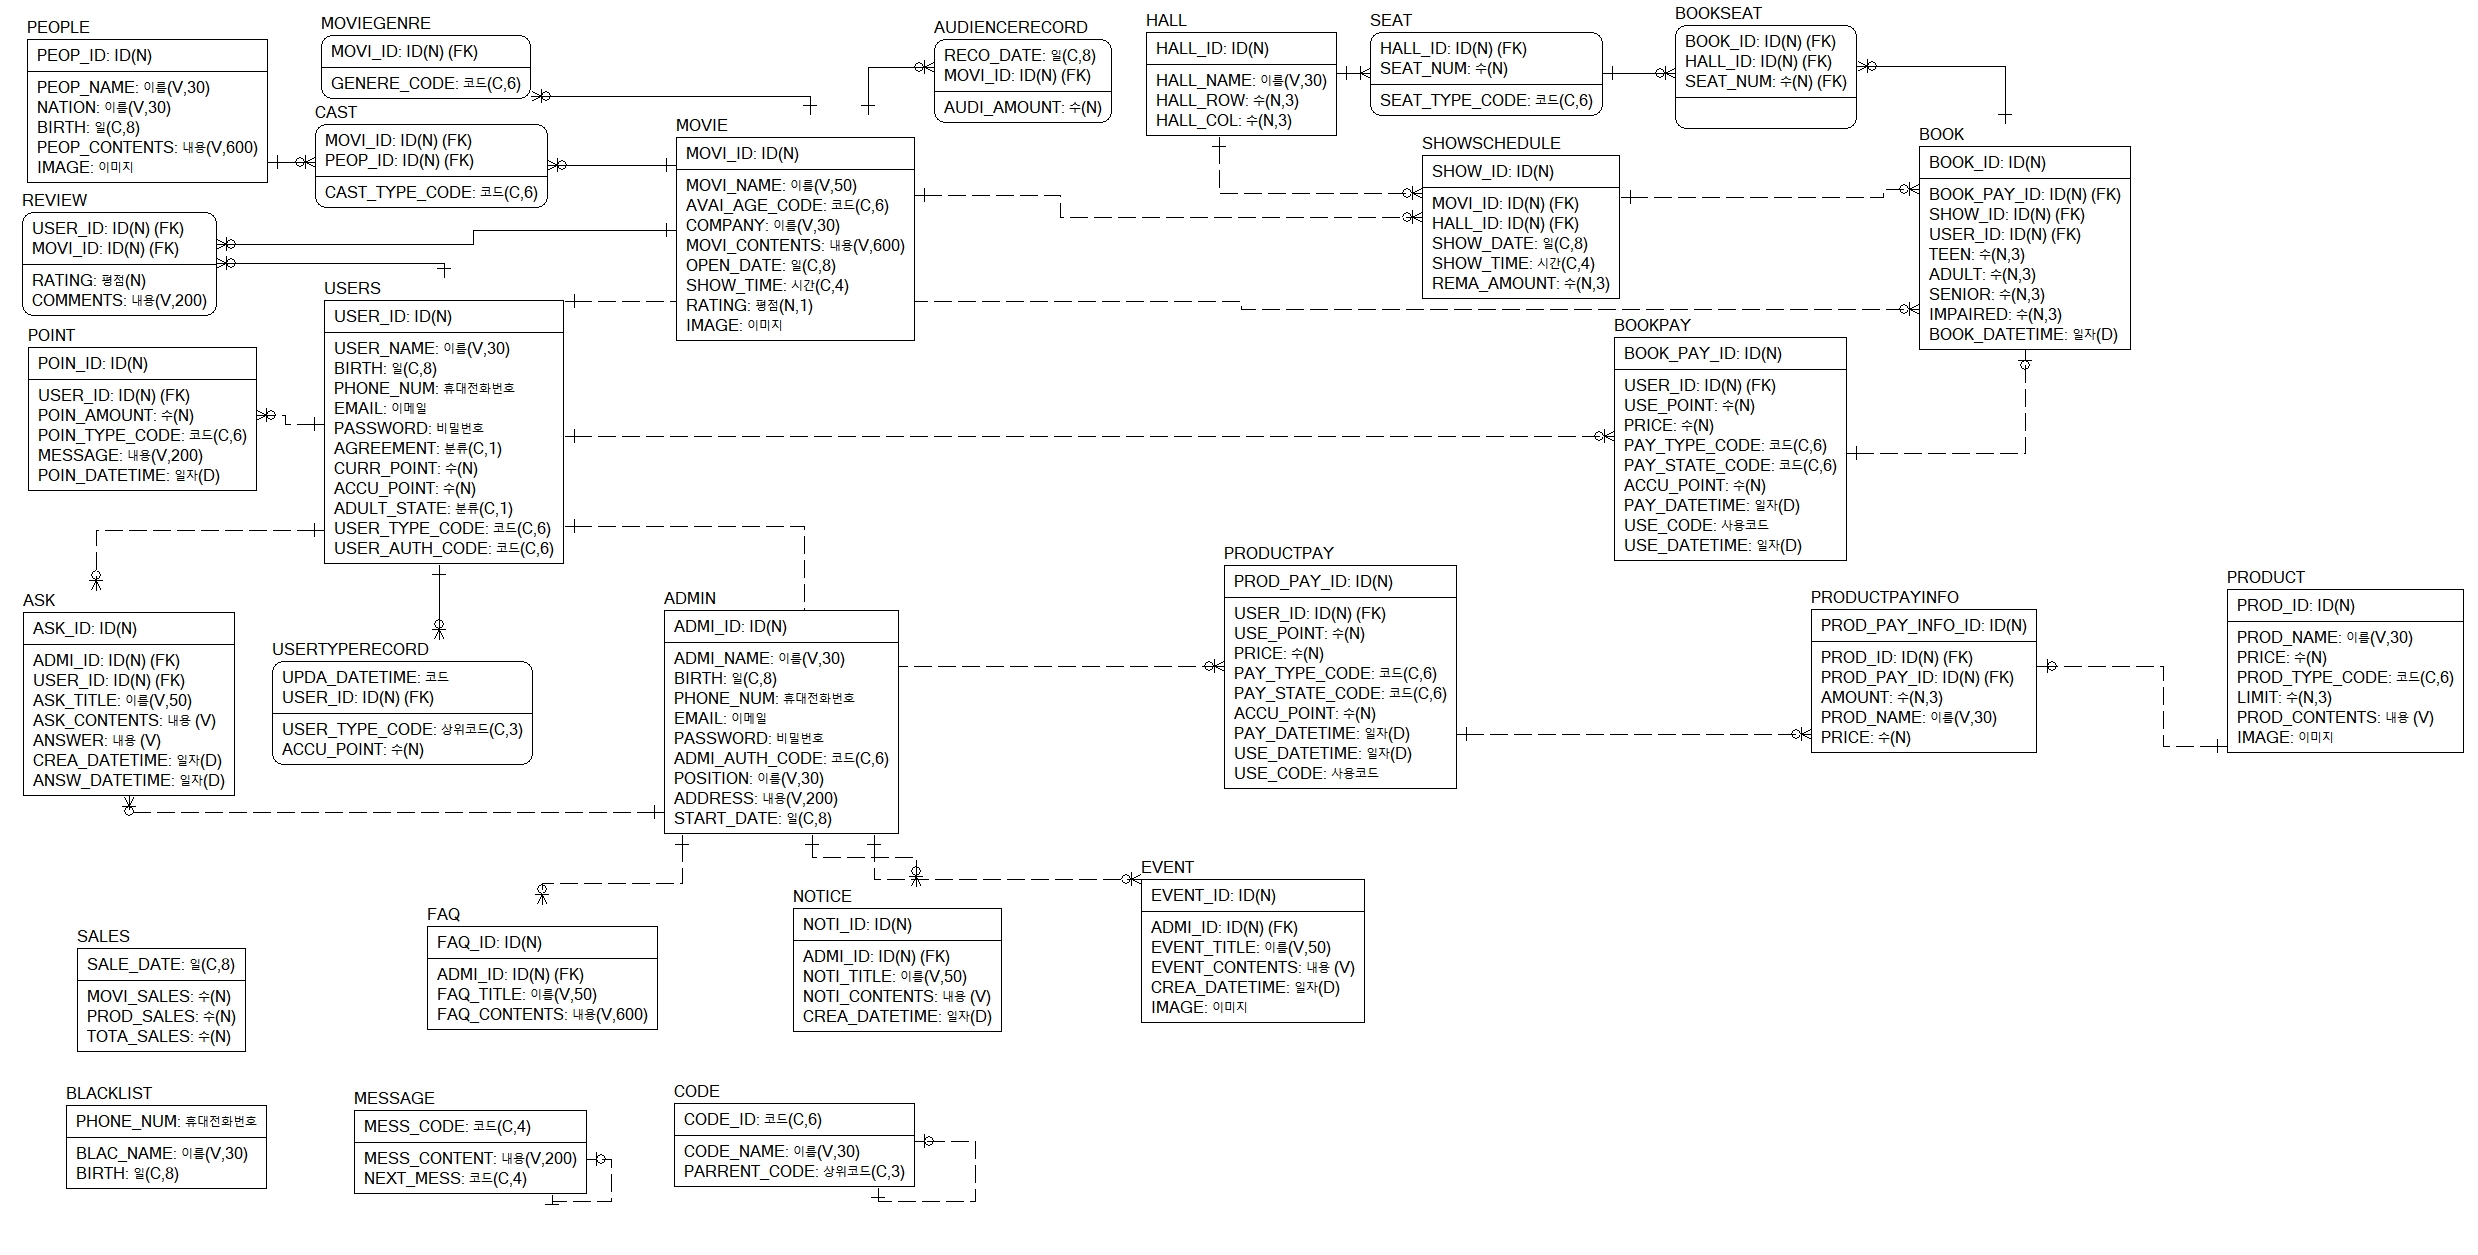 PEOPLE
PEOP_ID: ID(N)
PEOP_NAME: 이름(V,30)
NATION: 이름(V,30)
BIRTH: 일(C,8)
PEOP_CONTENTS: 내용(V,600)
IMAGE: 이미지
MOVIEGENRE
MOVI_ID: ID(N) (FK)
GENERE_CODE: 코드(C,6)
CAST
MOVI_ID: ID(N) (FK)
PEOP_ID: ID(N) (FK)
CAST_TYPE_CODE: 코드(C,6)
AUDIENCERECORD
RECO_DATE: 일(C,8)
MOVI_ID: ID(N) (FK)
AUDI_AMOUNT: 수(N)
HALL
HALL_ID: ID(N)
HALL_NAME: 이름(V,30)
HALL_ROW: 수(N,3)
HALL_COL: 수(N,3)
SEAT
HALL_ID: ID(N) (FK)
SEAT_NUM: 수(N)
SEAT_TYPE_CODE: 코드(C,6)
BOOKSEAT
BOOK_ID: ID(N) (FK)
HALL_ID: ID(N) (FK)
SEAT_NUM: 수(N) (FK)
MOVIE
MOVI_ID: ID(N)
MOVI_NAME: 이름(V,50)
AVAI_AGE_CODE: 코드(C,6)
COMPANY: 이름(V,30)
MOVI_CONTENTS: 내용(V,600)
OPEN_DATE: 일(C,8)
SHOW_TIME: 시간(C,4)
RATING: 평점(N,1)
IMAGE: 이미지
SHOWSCHEDULE
SHOW_ID: ID(N)
MOVI_ID: ID(N) (FK)
HALL_ID: ID(N) (FK)
SHOW_DATE: 일(C,8)
SHOW_TIME: 시간(C,4)
REMA_AMOUNT: 수(N,3)
BOOK
BOOK_ID: ID(N)
BOOK_PAY_ID: ID(N) (FK)
SHOW_ID: ID(N) (FK)
USER_ID: ID(N) (FK)
TEEN: 수(N,3)
ADULT: 수(N,3)
SENIOR: 수(N,3)
IMPAIRED: 수(N,3)
BOOK_DATETIME: 일자(D)
REVIEW
USER_ID: ID(N) (FK)
MOVI_ID: ID(N) (FK)
RATING: 평점(N)
COMMENTS: 내용(V,200)
USERS
USER_ID: ID(N)
USER_NAME: 이름(V,30)
BIRTH: 일(C,8)
PHONE_NUM: 휴대전화번호
EMAIL: 이메일
PASSWORD: 비밀번호
AGREEMENT: 분류(C,1)
CURR_POINT: 수(N)
ACCU_POINT: 수(N)
ADULT_STATE: 분류(C,1)
USER_TYPE_CODE: 코드(C,6)
USER_AUTH_CODE: 코드(C,6)
POINT
POIN_ID: ID(N)
USER_ID: ID(N) (FK)
POIN_AMOUNT: 수(N)
POIN_TYPE_CODE: 코드(C,6)
MESSAGE: 내용(V,200)
POIN_DATETIME: 일자(D)
BOOKPAY
BOOK_PAY_ID: ID(N)
USER_ID: ID(N) (FK)
USE_POINT: 수(N)
PRICE: 수(N)
PAY_TYPE_CODE: 코드(C,6)
PAY_STATE_CODE: 코드(C,6)
ACCU_POINT: 수(N)
PAY_DATETIME: 일자(D)
USE_CODE: 사용코드
USE_DATETIME: 일자(D)
ASK
ASK_ID: ID(N)
ADMI_ID: ID(N) (FK)
USER_ID: ID(N) (FK)
ASK_TITLE: 이름(V,50)
ASK_CONTENTS: 내용 (V)
ANSWER: 내용 (V)
CREA_DATETIME: 일자(D)
ANSW_DATETIME: 일자(D)
USERTYPERECORD
UPDA_DATETIME: 코드
USER_ID: ID(N) (FK)
USER_TYPE_CODE: 상위코드(C,3)
ACCU_POINT: 수(N)
ADMIN
ADMI_ID: ID(N)
ADMI_NAME: 이름(V,30)
BIRTH: 일(C,8)
PHONE_NUM: 휴대전화번호
EMAIL: 이메일
PASSWORD: 비밀번호
ADMI_AUTH_CODE: 코드(C,6)
POSITION: 이름(V,30)
ADDRESS: 내용(V,200)
START_DATE: 일(C,8)
PRODUCTPAY
PROD_PAY_ID: ID(N)
USER_ID: ID(N) (FK)
USE_POINT: 수(N)
PRICE: 수(N)
PAY_TYPE_CODE: 코드(C,6)
PAY_STATE_CODE: 코드(C,6)
ACCU_POINT: 수(N)
PAY_DATETIME: 일자(D)
USE_DATETIME: 일자(D)
USE_CODE: 사용코드
PRODUCTPAYINFO
PROD_PAY_INFO_ID: ID(N)
PROD_ID: ID(N) (FK)
PROD_PAY_ID: ID(N) (FK)
AMOUNT: 수(N,3)
PROD_NAME: 이름(V,30)
PRICE: 수(N)
PRODUCT
PROD_ID: ID(N)
PROD_NAME: 이름(V,30)
PRICE: 수(N)
PROD_TYPE_CODE: 코드(C,6)
LIMIT: 수(N,3)
PROD_CONTENTS: 내용 (V)
IMAGE: 이미지
SALES
SALE_DATE: 일(C,8)
MOVI_SALES: 수(N)
PROD_SALES: 수(N)
TOTA_SALES: 수(N)
FAQ
FAQ_ID: ID(N)
ADMI_ID: ID(N) (FK)
FAQ_TITLE: 이름(V,50)
FAQ_CONTENTS: 내용(V,600)
NOTICE
NOTI_ID: ID(N)
ADMI_ID: ID(N) (FK)
NOTI_TITLE: 이름(V,50)
NOTI_CONTENTS: 내용 (V)
CREA_DATETIME: 일자(D)
EVENT
EVENT_ID: ID(N)
ADMI_ID: ID(N) (FK)
EVENT_TITLE: 이름(V,50)
EVENT_CONTENTS: 내용 (V)
CREA_DATETIME: 일자(D)
IMAGE: 이미지
BLACKLIST
PHONE_NUM: 휴대전화번호
BLAC_NAME: 이름(V,30)
BIRTH: 일(C,8)
MESSAGE
MESS_CODE: 코드(C,4)
MESS_CONTENT: 내용(V,200)
NEXT_MESS: 코드(C,4)
CODE
CODE_ID: 코드(C,6)
CODE_NAME: 이름(V,30)
PARRENT_CODE: 상위코드(C,3)